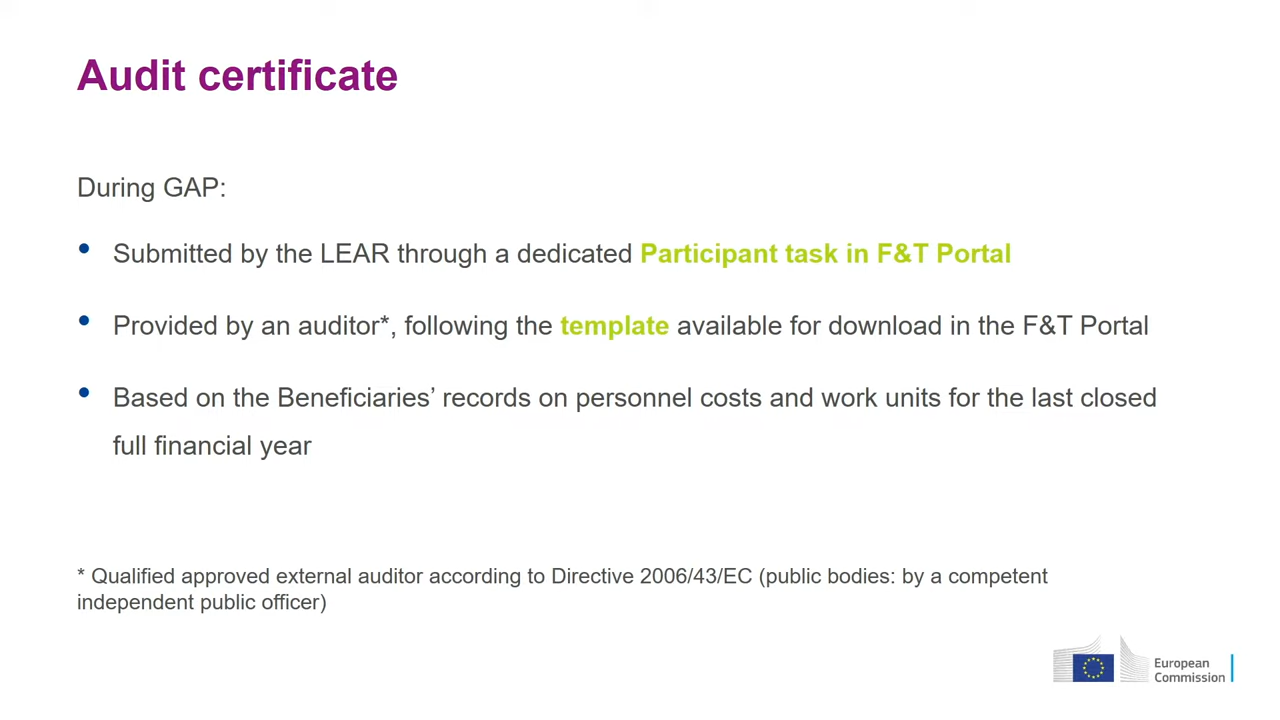 Audit certificate
During GAP:
• Submitted by the LEAR through a dedicated Participant task in F&T Portal
• Provided by an auditor*, following the template available for download in the F&T Portal
• Based on the Beneficiaries’ records on personnel costs and work units for the last closed
full financial year
* Qualified approved external auditor according to Directive 2006/43/EC (public bodies: by a competent
independent public officer)
European
Commission